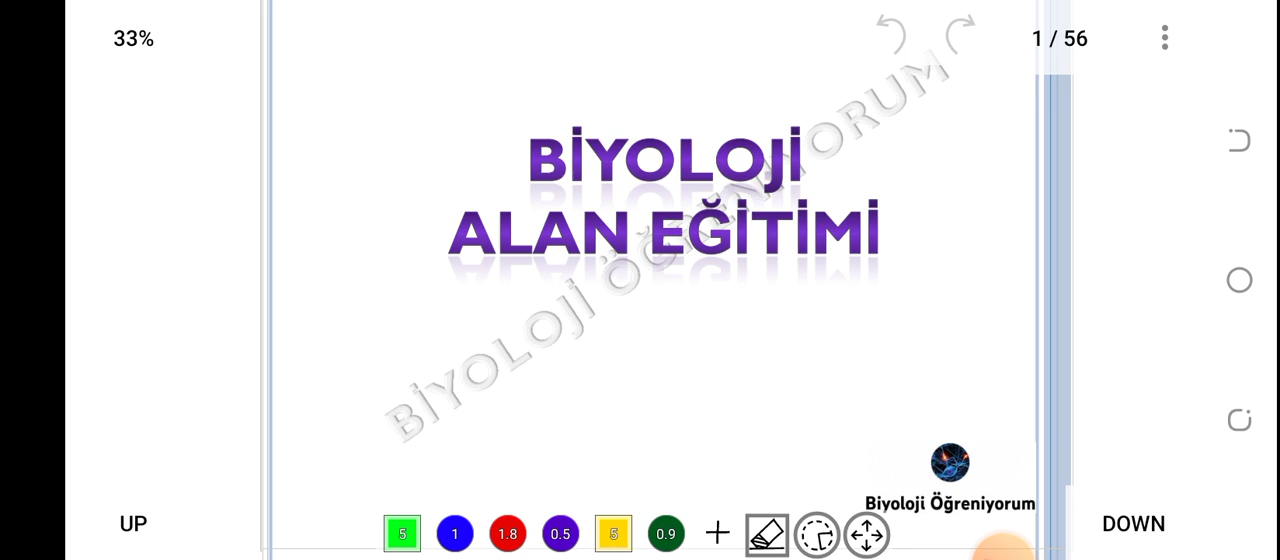 33%
1 / 56
BİYOLOJİ
ALAN EĞİTİMİ
BİYOLOJİ ÖĞRENİYORUM
Biyoloji Öğreniyorum
UP
5
1
1.8
0.5
5
0.9
DOWN